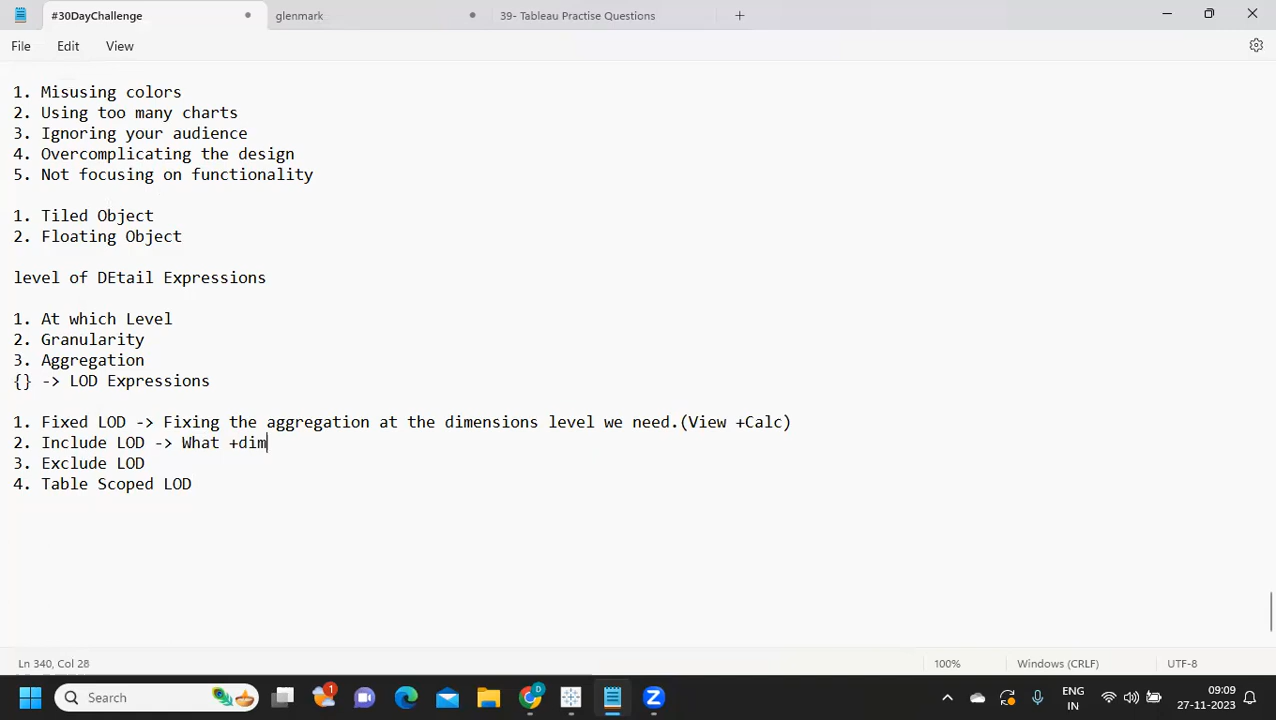 #30DayChallenge
glenmark
39- Tableau Practise Questions
File Edit View
1. Misusing colors
2. Using too many charts
3. Ignoring your audience
4. Overcomplicating the design
5. Not focusing on functionality
1. Tiled Object
2. Floating Object
level of DEtail Expressions
1. At which Level
2. Granularity
3. Aggregation
{} -> LOD Expressions
1. Fixed LOD -> Fixing the aggregation at the dimensions level we need.(View +Calc)
2. Include LOD -> What +dim
3. Exclude LOD
4. Table Scoped LOD
Ln 340, Col 28 100% Windows (CRLF) UTF-8
Search 1 D ENG 09:09
IN 27-11-2023